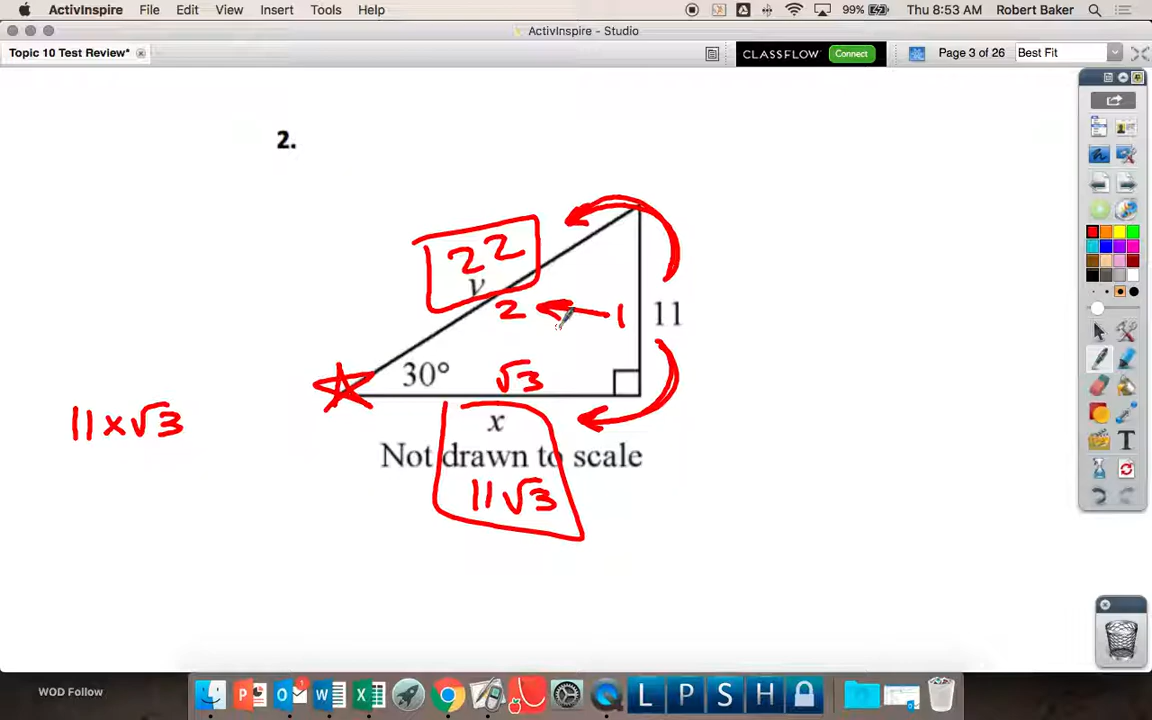 ActivInspire File Edit View Insert Tools Help 99% Thu 8:53 AM Robert Baker
ActivInspire - Studio
Topic 10 Test Review* CLASSFLOW Connect Page 3 of 26 Best Fit
2.
22
y
2 1 11
30° √3
11x√3
x
Not drawn to scale
11√3
T
WOD Follow
L P S H